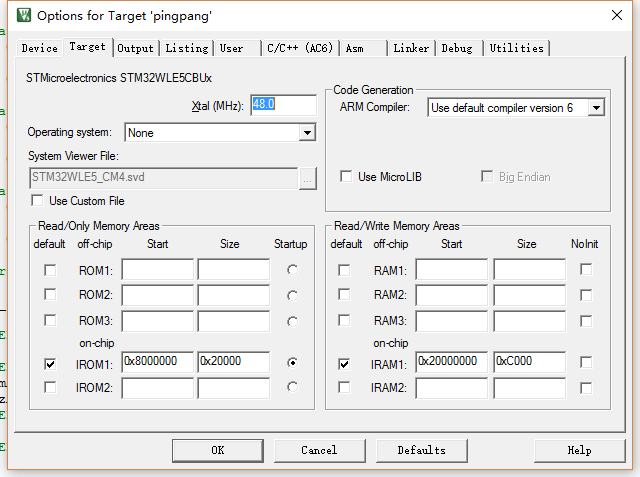 Options for Target 'pingpang'
Device Target Output Listing User C/C++ (AC6) Asm Linker Debug Utilities
STMicroelectronics STM32WLE5CBUx
Xtal (MHz): 48.0
Operating system: None
System Viewer File:
STM32WLE5_CM4.svd ...
Use Custom File
Code Generation
ARM Compiler: Use default compiler version 6
Use MicroLIB Big Endian
Read/Only Memory Areas
default off-chip Start Size Startup
ROM1:
ROM2:
ROM3:
on-chip
IROM1: 0x8000000 0x20000
IROM2:
Read/Write Memory Areas
default off-chip Start Size NoInit
RAM1:
RAM2:
RAM3:
on-chip
IRAM1: 0x20000000 0xC000
IRAM2:
OK Cancel Defaults Help